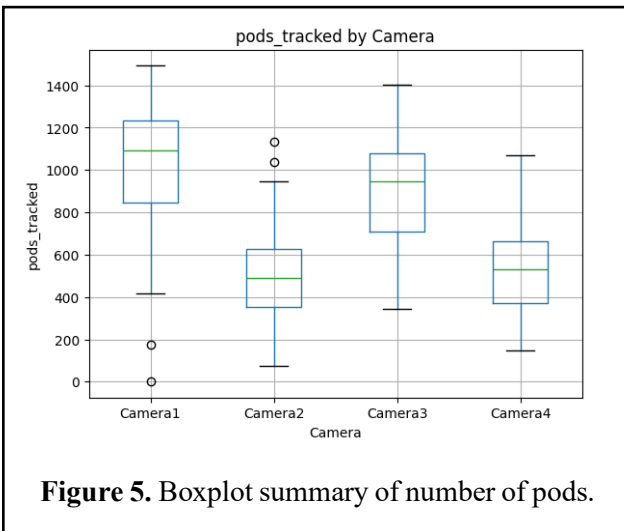 pods_tracked by Camera
1400
1200
1000
800
600
400
200
0
pods_tracked
Camera1 Camera2 Camera3 Camera4
Camera
Figure 5. Boxplot summary of number of pods.